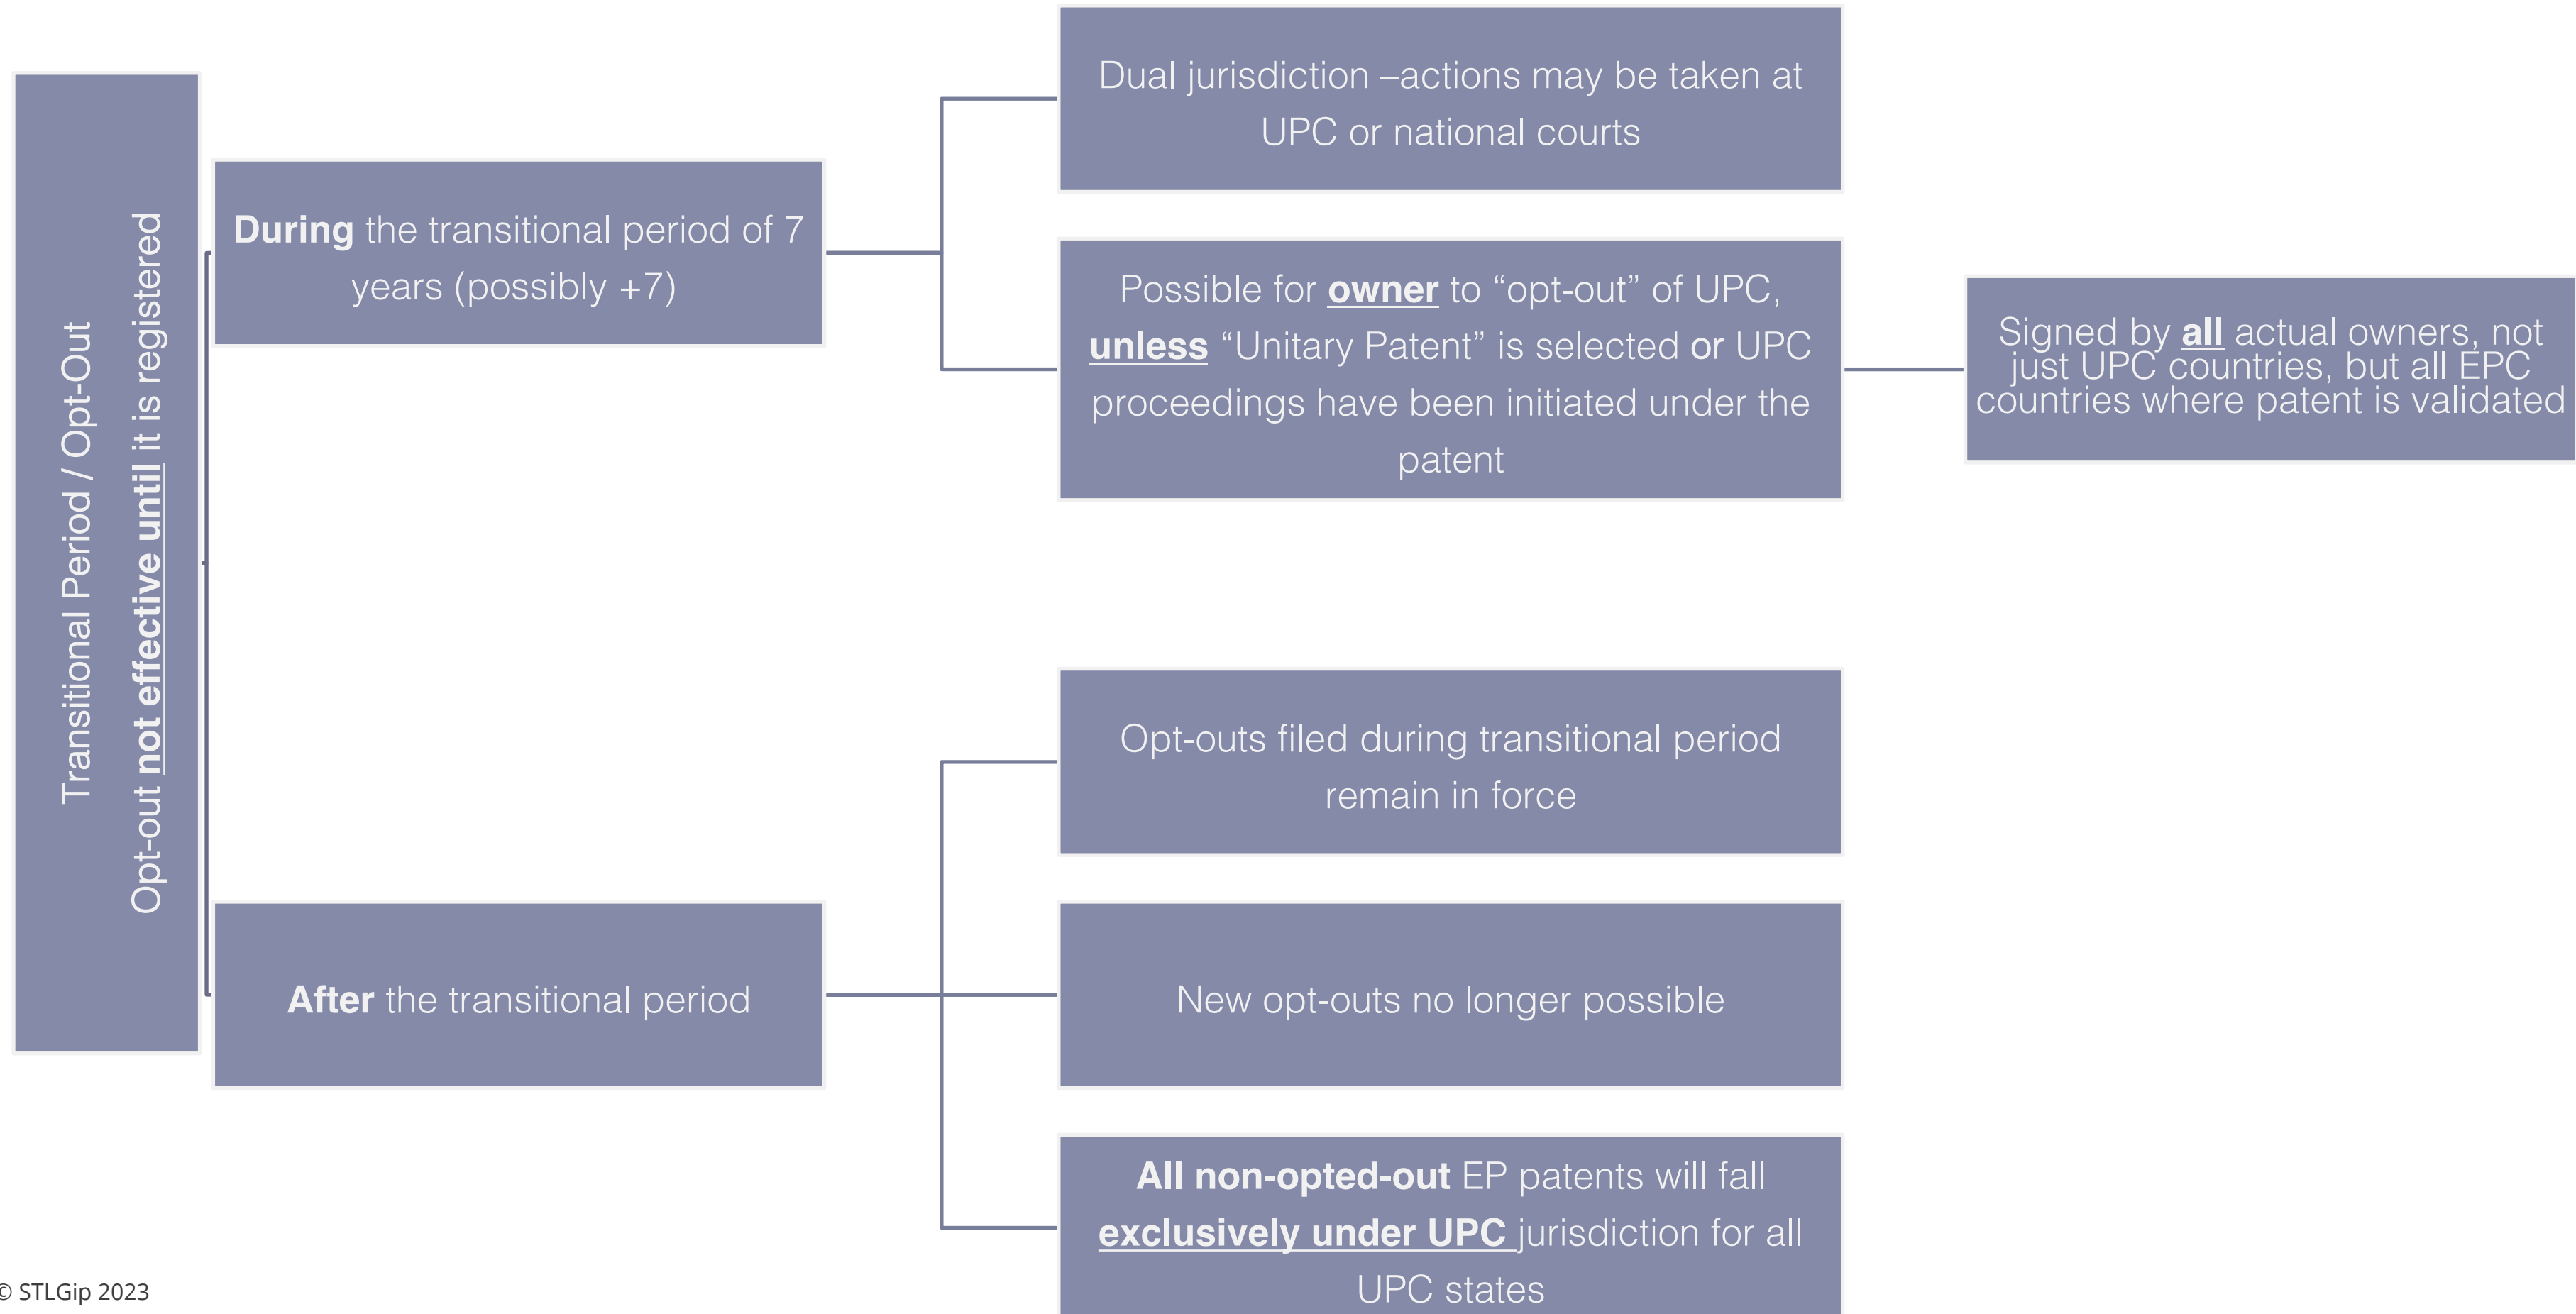 Transitional Period / Opt-Out
Opt-out not effective until it is registered
During the transitional period of 7
years (possibly +7)
Dual jurisdiction –actions may be taken at
UPC or national courts
Possible for owner to “opt-out” of UPC,
unless “Unitary Patent” is selected or UPC
proceedings have been initiated under the
patent
Signed by all actual owners, not
just UPC countries, but all EPC
countries where patent is validated
After the transitional period
Opt-outs filed during transitional period
remain in force
New opt-outs no longer possible
All non-opted-out EP patents will fall
exclusively under UPC jurisdiction for all
UPC states
© STLGip 2023